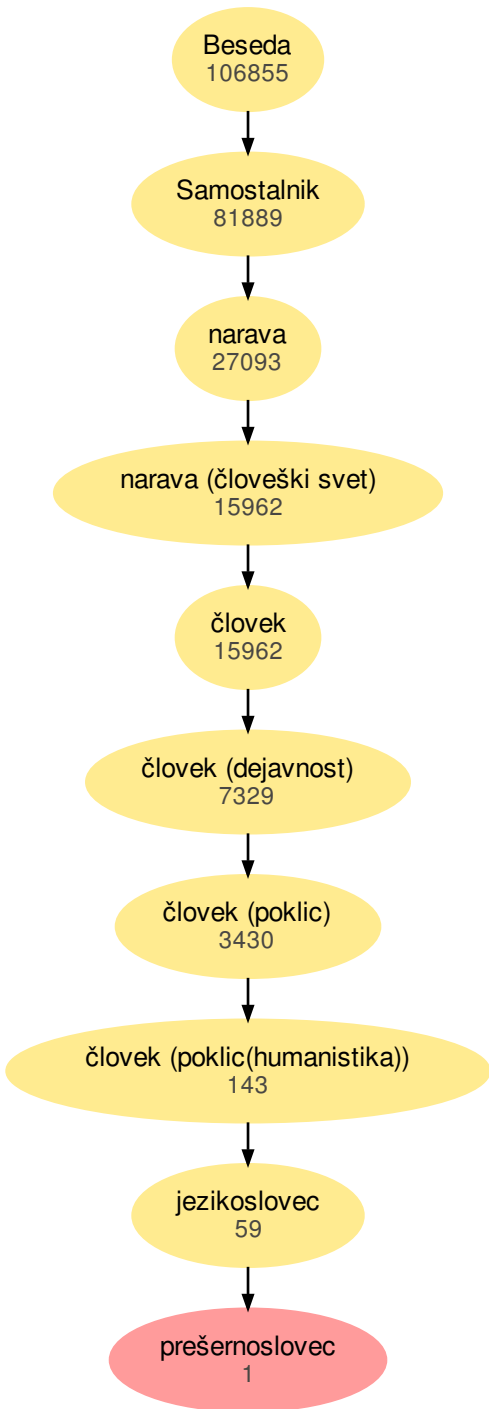 Beseda
106855
Samostalnik
81889
narava
27093
narava (človeški svet)
15962
človek
15962
človek (dejavnost)
7329
človek (poklic)
3430
človek (poklic(humanistika))
143
jezikoslovec
59
prešernoslovec
1